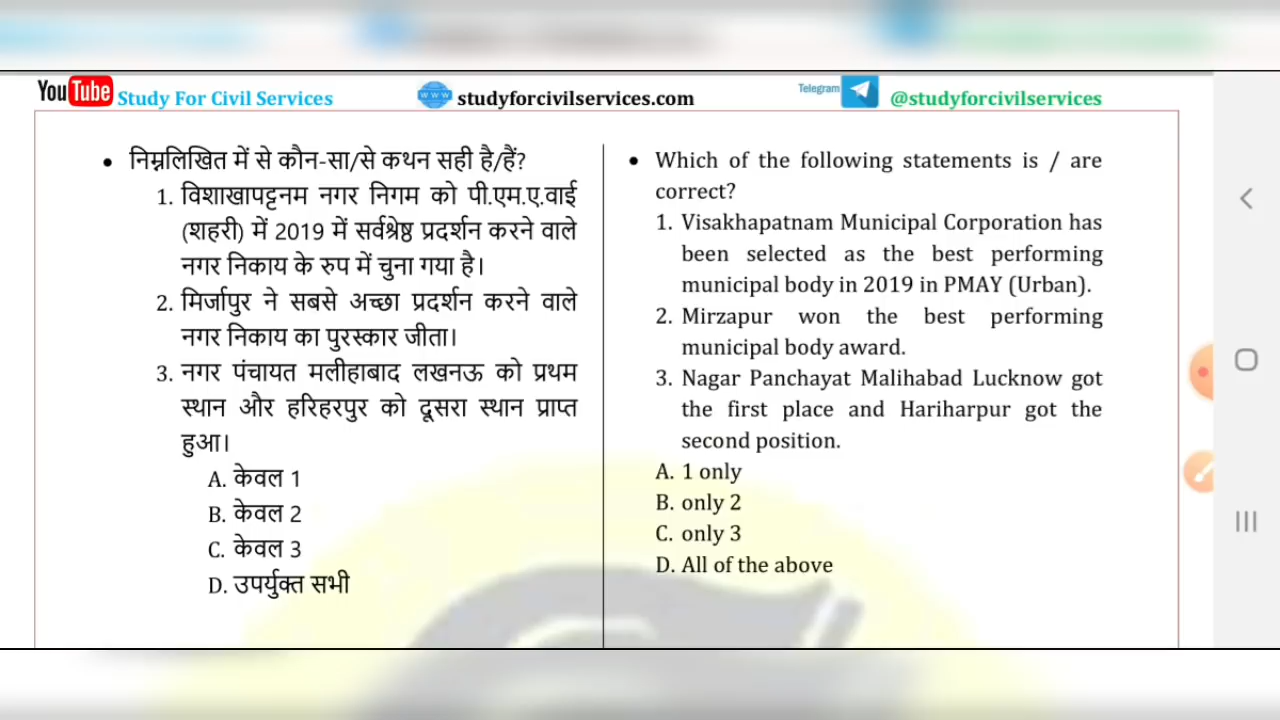 YouTube Study For Civil Services
www studyforcivilservices.com
Telegram @studyforcivilservices
• निम्नलिखित में से कौन-सा/से कथन सही है/हैं?
1. विशाखापट्टनम नगर निगम को पी.एम.ए.वाई
(शहरी) में 2019 में सर्वश्रेष्ठ प्रदर्शन करने वाले
नगर निकाय के रुप में चुना गया है।
2. मिर्जापुर ने सबसे अच्छा प्रदर्शन करने वाले
नगर निकाय का पुरस्कार जीता।
3. नगर पंचायत मलीहाबाद लखनऊ को प्रथम
स्थान और हरिहरपुर को दूसरा स्थान प्राप्त
हुआ।
A. केवल 1
B. केवल 2
C. केवल 3
D. उपर्युक्त सभी
• Which of the following statements is / are
correct?
1. Visakhapatnam Municipal Corporation has
been selected as the best performing
municipal body in 2019 in PMAY (Urban).
2. Mirzapur won the best performing
municipal body award.
3. Nagar Panchayat Malihabad Lucknow got
the first place and Hariharpur got the
second position.
A. 1 only
B. only 2
C. only 3
D. All of the above